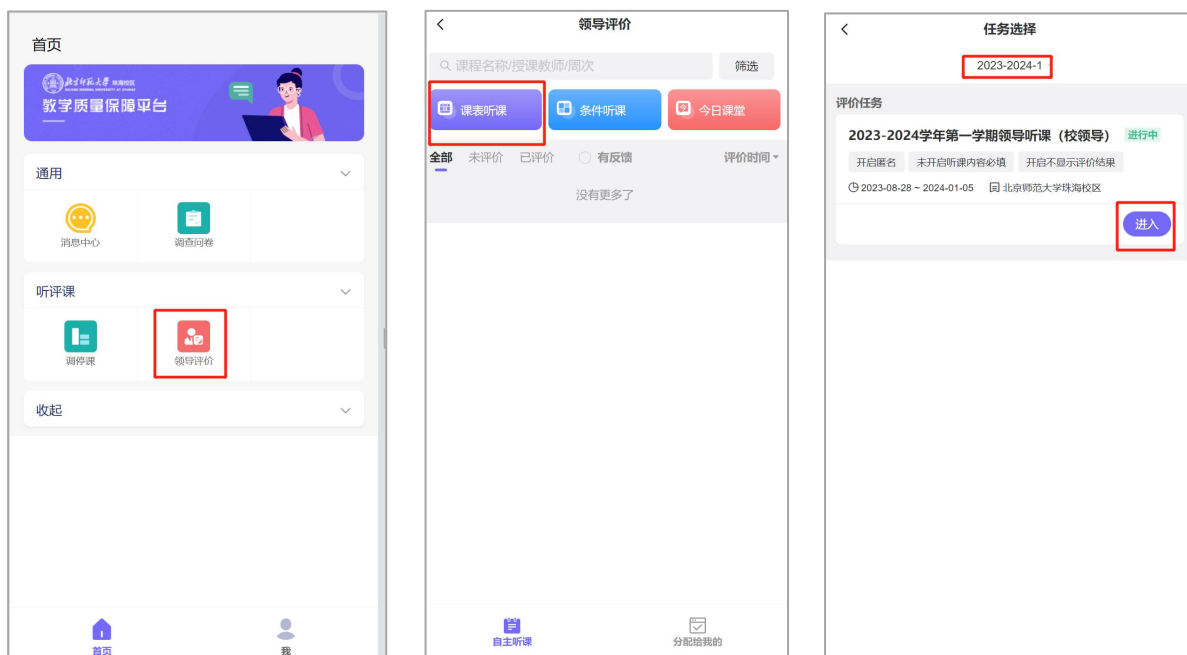 首页
北京师范大学 珠海校区
教学质量保障平台
通用
消息中心
调查问卷
听评课
调停课
领导评价
收起
首页
我
领导评价
课程名称/授课教师/周次
筛选
课表听课
条件听课
今日课堂
全部
未评价
已评价
有反馈
评价时间
没有更多了
自主听课
分配给我的
任务选择
2023-2024-1
评价任务
2023-2024学年第一学期领导听课（校领导）
进行中
开启匿名
未开启听课内容必填
开启不显示评价结果
2023-08-28 ~ 2024-01-05
北京师范大学珠海校区
进入